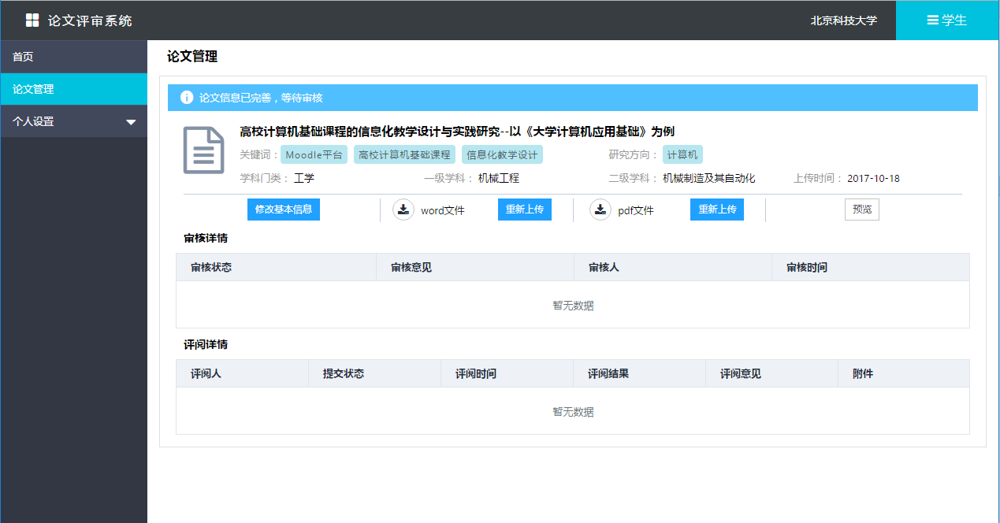 论文评审系统 北京科技大学 学生
首页
论文管理
个人设置
论文管理
论文信息已完善，等待审核
高校计算机基础课程的信息化教学设计与实践研究--以《大学计算机应用基础》为例
关键词： Moodle平台 高校计算机基础课程 信息化教学设计 研究方向： 计算机
学科门类： 工学 一级学科： 机械工程 二级学科： 机械制造及其自动化 上传时间： 2017-10-18
修改基本信息 word文件 重新上传 pdf文件 重新上传 预览
审核详情
审核状态 审核意见 审核人 审核时间
暂无数据
评阅详情
评阅人 提交状态 评阅时间 评阅结果 评阅意见 附件
暂无数据